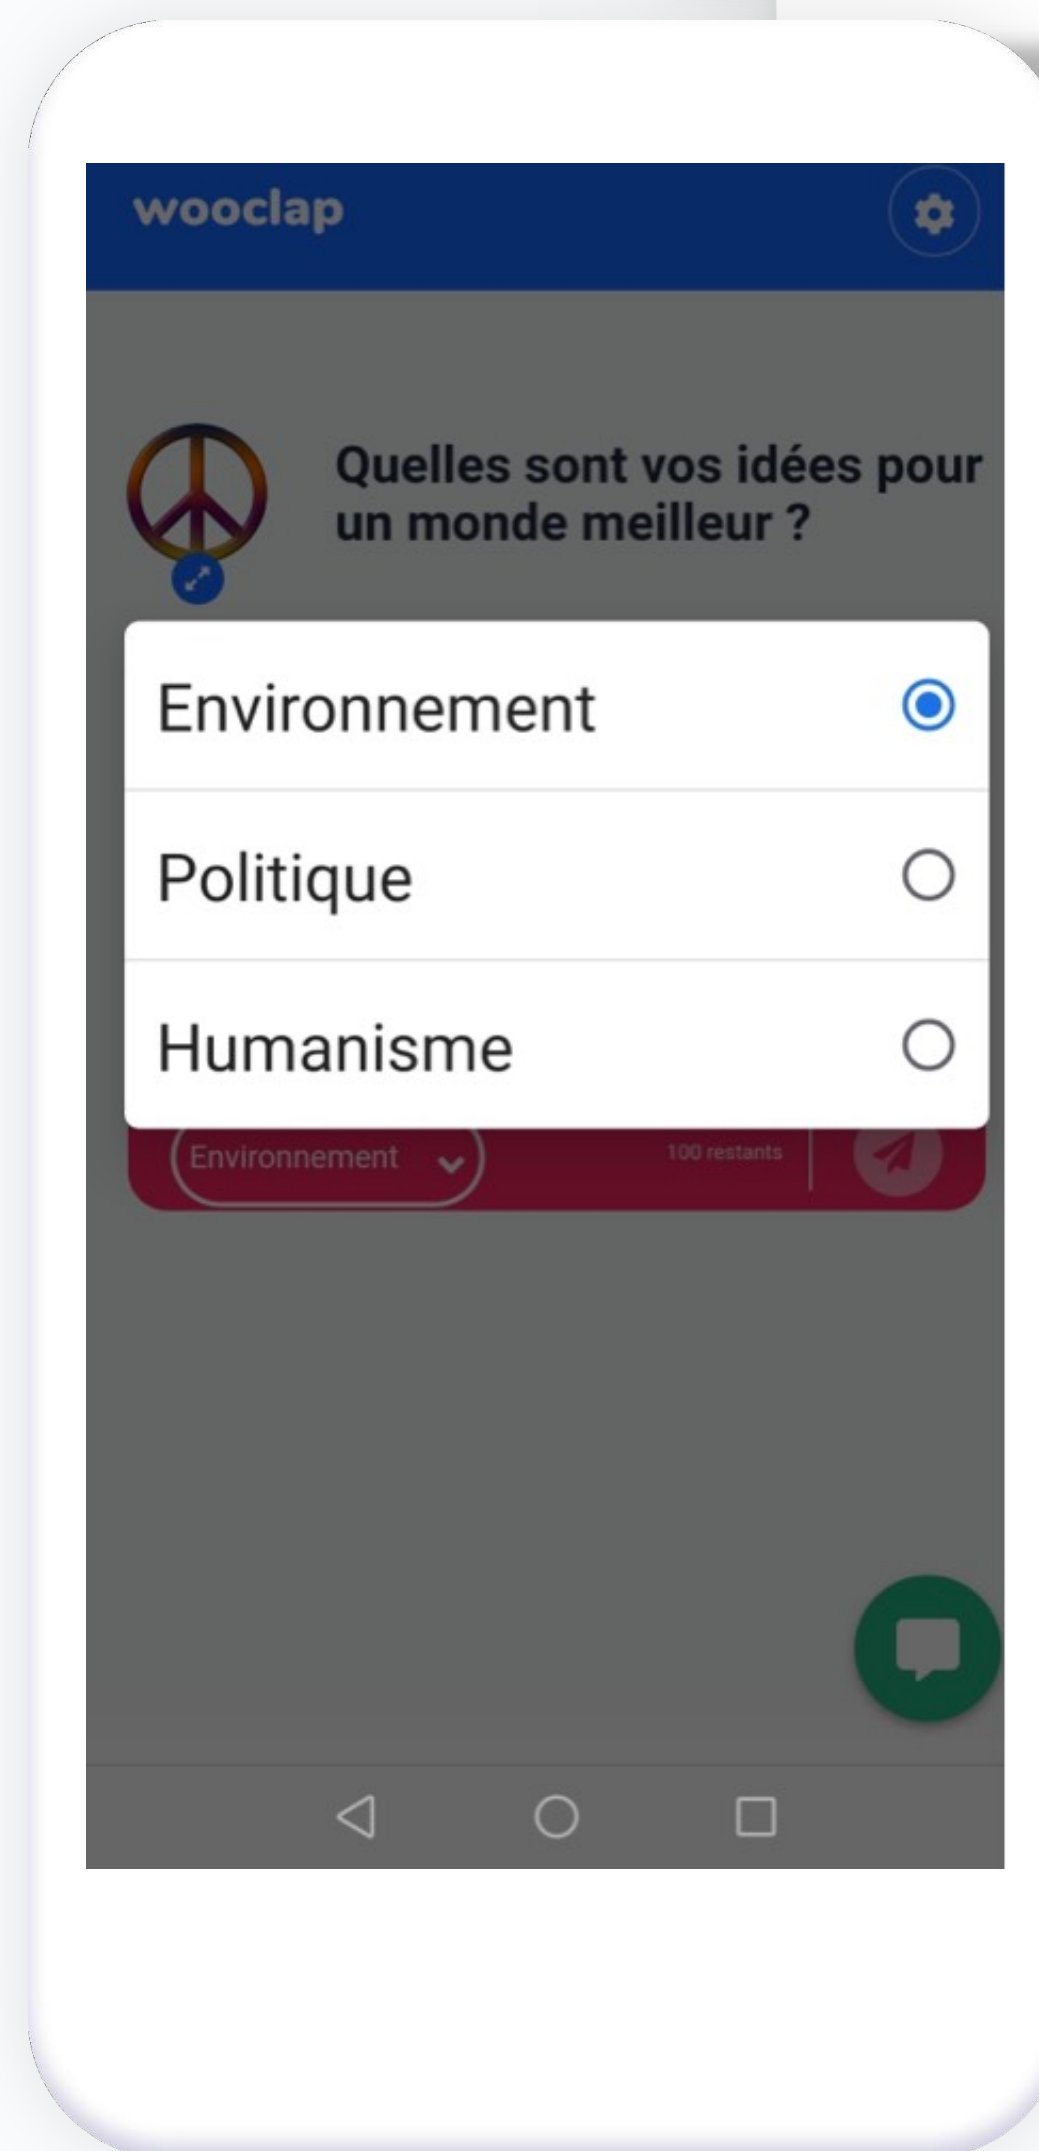 wooclap
Quelles sont vos idées pour
un monde meilleur ?
Environnement
Politique
Humanisme
Environnement 100 restants